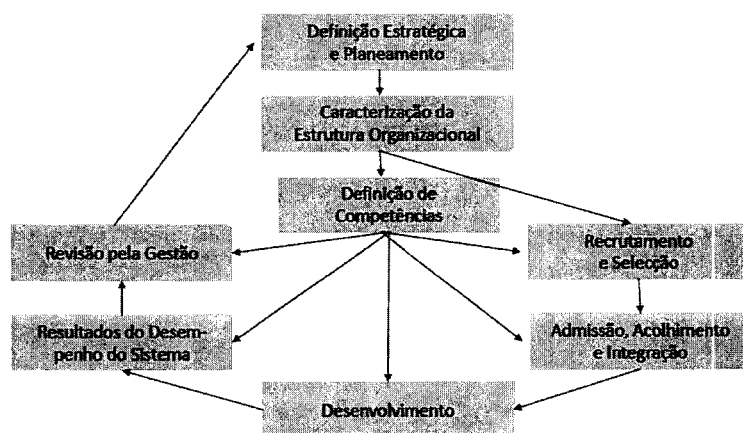 Definição Estratégica
e Planeamento
Caracterização da
Estrutura Organizacional
Definição de
Competências
Revisão pela Gestão
Recrutamento
e Selecção
Resultados do Desem-
penho do Sistema
Admissão, Acolhimento
e Integração
Desenvolvimento